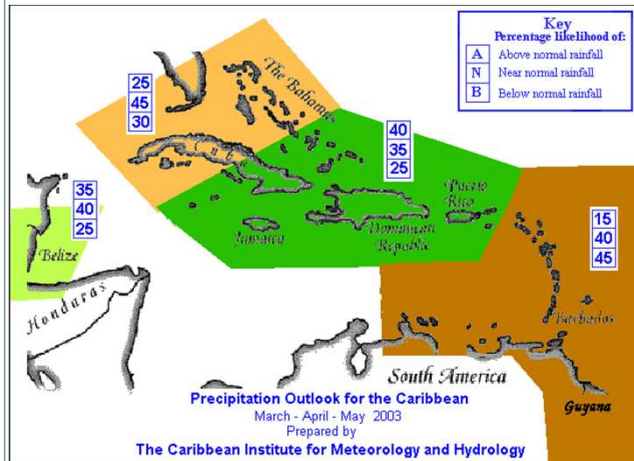 Key
Percentage likelihood of:
A Above normal rainfall
N Near normal rainfall
B Below normal rainfall
25
45
30
The Bahamas
Cuba
40
35
25
35
40
25
Belize
Jamaica
Dominican
Republic
Puerto
Rico
15
40
45
Honduras
Barbados
South America
Guyana
Precipitation Outlook for the Caribbean
March - April - May 2003
Prepared by
The Caribbean Institute for Meteorology and Hydrology